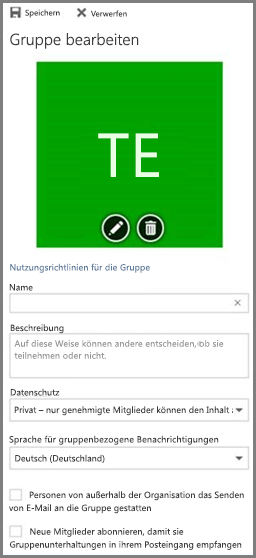 Speichern Verwerfen
Gruppe bearbeiten
TE
Nutzungsrichtlinien für die Gruppe
Name
Beschreibung
Auf diese Weise können andere entscheiden, ob sie
teilnehmen oder nicht.
Datenschutz
Privat – nur genehmigte Mitglieder können den Inhalt a
Sprache für gruppenbezogene Benachrichtigungen
Deutsch (Deutschland)
Personen von außerhalb der Organisation das Senden
von E-Mail an die Gruppe gestatten
Neue Mitglieder abonnieren, damit sie
Gruppenunterhaltungen in ihrem Posteingang empfangen